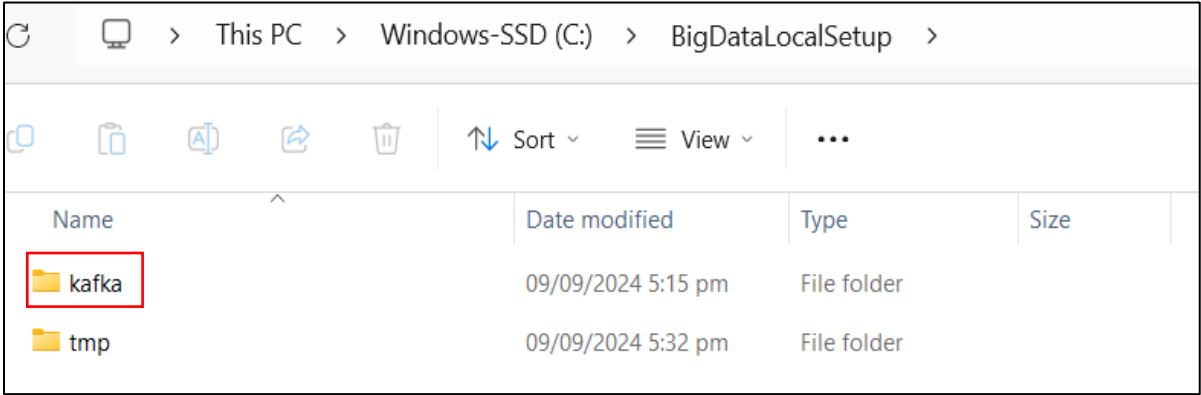 This PC > Windows-SSD (C:) > BigDataLocalSetup >
Sort View •••
Name Date modified Type Size
kafka 09/09/2024 5:15 pm File folder
tmp 09/09/2024 5:32 pm File folder